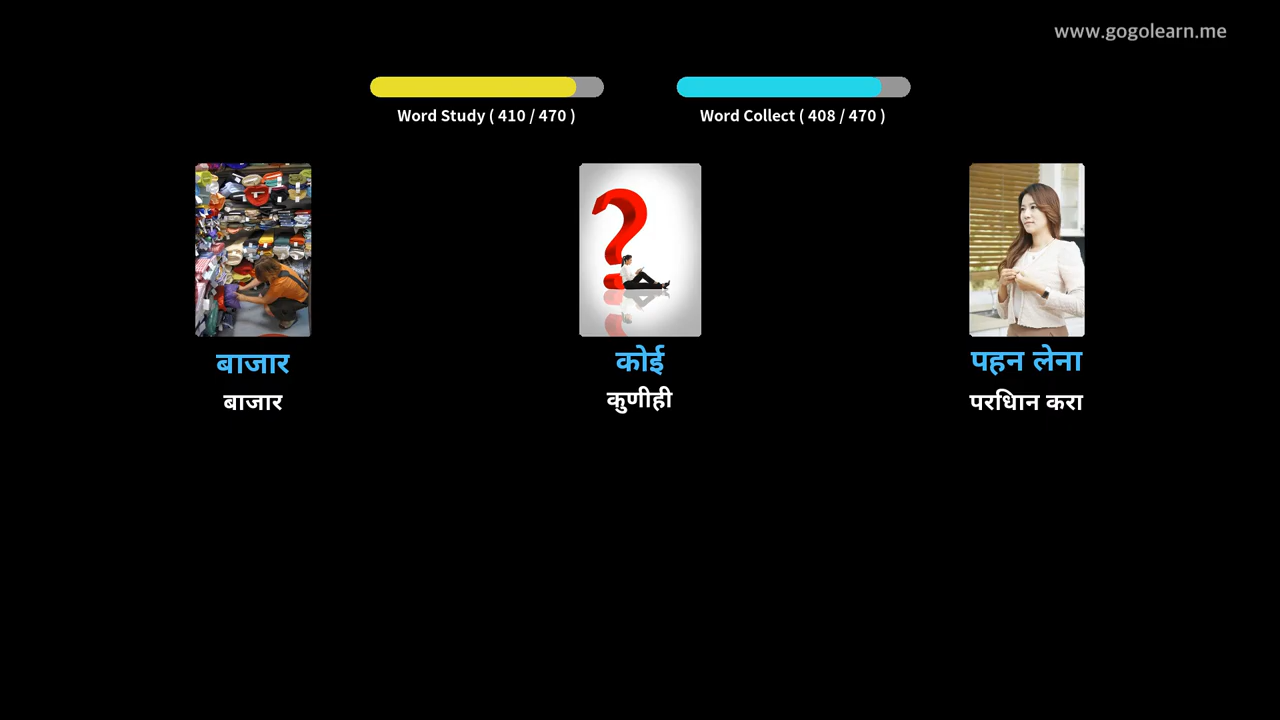 www.gogolearn.me
Word Study ( 410 / 470 )
Word Collect ( 408 / 470 )
बाजार
कोई
पहन लेना
बाजार
कुणीही
परिधान करा